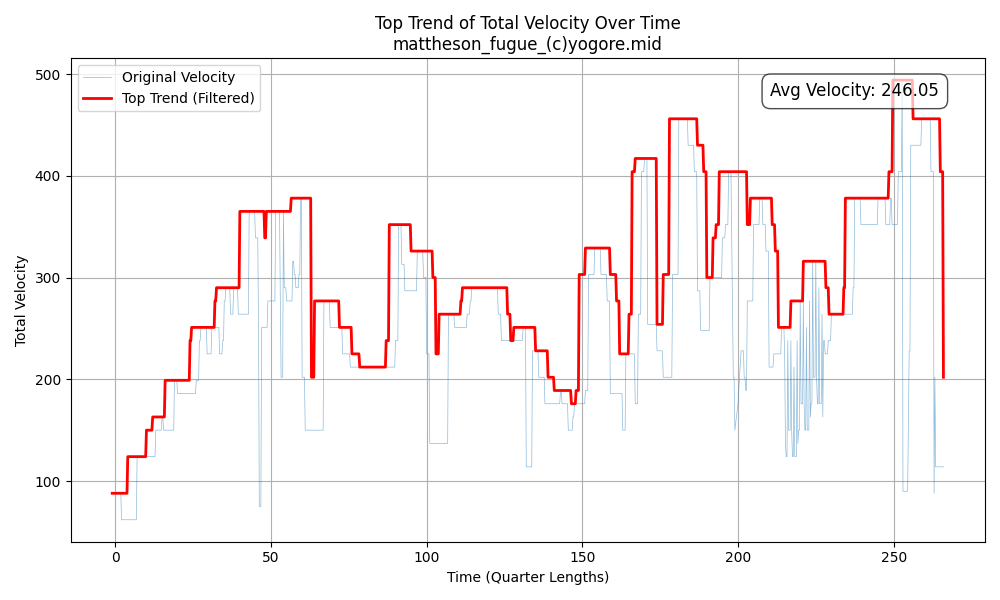 Top Trend of Total Velocity Over Time
mattheson_fugue_(c)yogore.mid
Original Velocity
Top Trend (Filtered)
Avg Velocity: 246.05
Total Velocity
500
400
300
200
100
0
50
100
150
200
250
Time (Quarter Lengths)